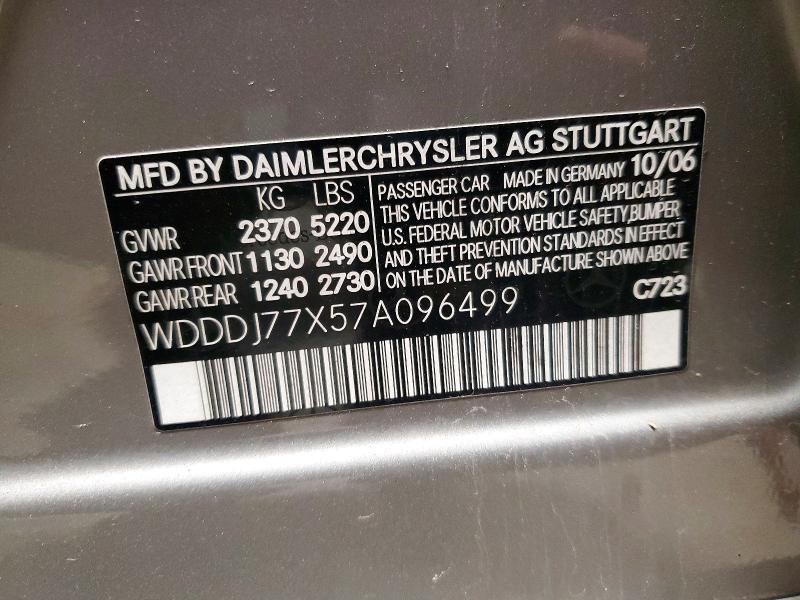 MFD BY DAIMLERCHRYSLER AG STUTTGART
KG LBS
GVWR 2370 5220
GAWR FRONT 1130 2490
GAWR REAR 1240 2730
PASSENGER CAR MADE IN GERMANY 10/06
THIS VEHICLE CONFORMS TO ALL APPLICABLE
U.S. FEDERAL MOTOR VEHICLE SAFETY,BUMPER
AND THEFT PREVENTION STANDARDS IN EFFECT
ON THE DATE OF MANUFACTURE SHOWN ABOVE
C723
WDDDJ77X57A096499